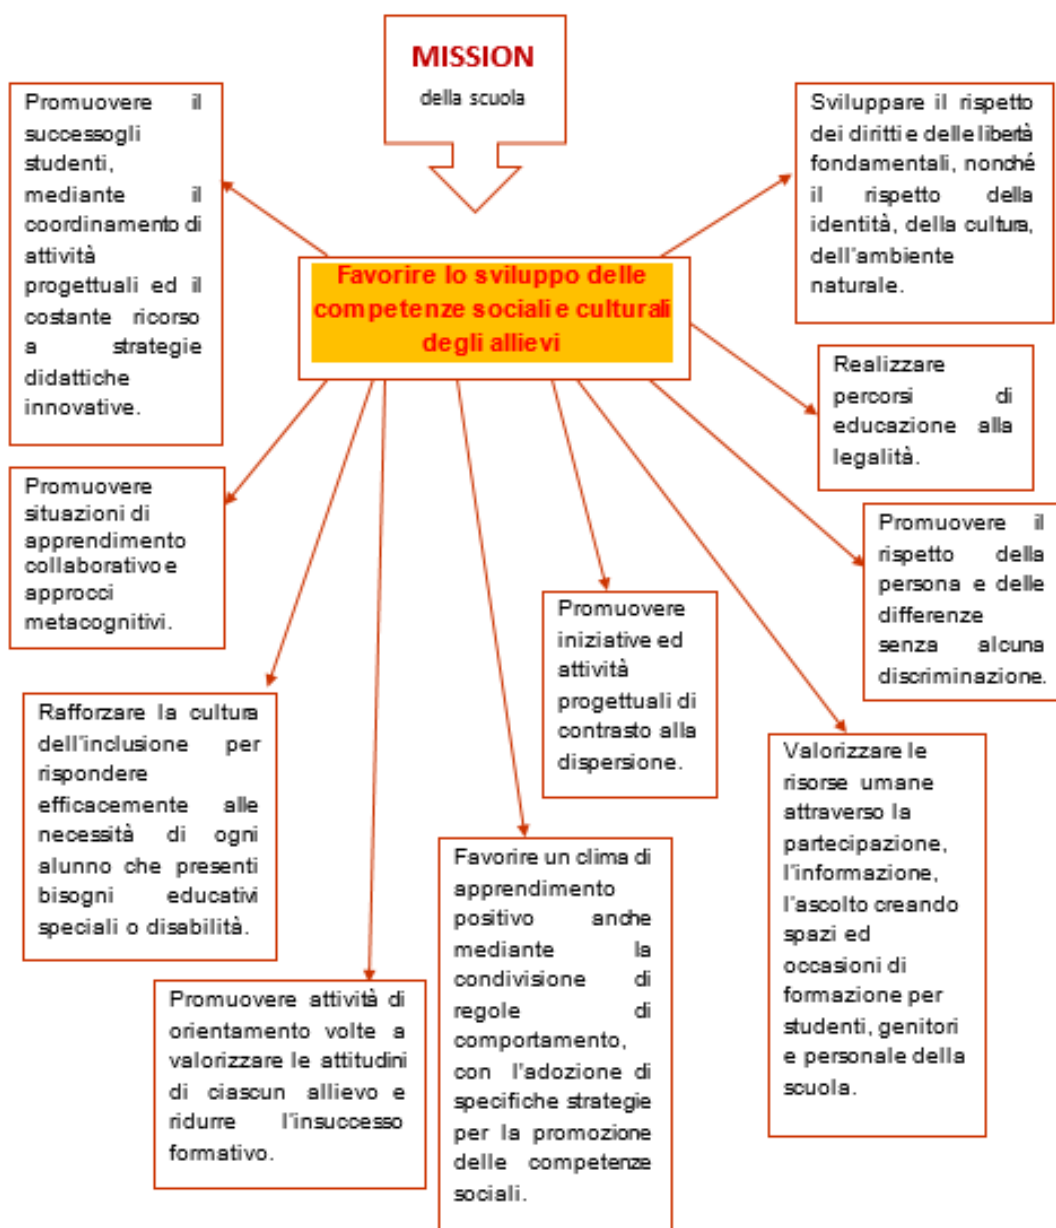 MISSION
della scuola
Promuovere il
successogli
studenti,
mediante il
coordinamento di
attività
progettuali ed il
costante ricorso
a strategie
didattiche
innovative.
Sviluppare il rispetto
dei diritti e delle libertà
fondamentali, nonché
il rispetto della
identità, della cultura,
dell'ambiente
naturale.
Favorire lo sviluppo delle
competenze sociali e culturali
degli allievi
Realizzare
percorsi di
educazione alla
legalità.
Promuovere
situazioni di
apprendimento
collaborativo e
approcci
metacognitivi.
Promuovere il
rispetto della
persona e delle
differenze
senza alcuna
discriminazione.
Promuovere
iniziative ed
attività
progettuali di
contrasto alla
dispersione.
Rafforzare la cultura
dell'inclusione per
rispondere
efficacemente alle
necessità di ogni
alunno che presenti
bisogni educativi
speciali o disabilità.
Valorizzare le
risorse umane
attraverso la
partecipazione,
l'informazione,
l'ascolto creando
spazi ed
occasioni di
formazione per
studenti, genitori
e personale della
scuola.
Favorire un clima di
apprendimento
positivo anche
mediante la
condivisione di
regole di
comportamento,
con l'adozione di
specifiche strategie
per la promozione
delle competenze
sociali.
Promuovere attività di
orientamento volte a
valorizzare le attitudini
di ciascun allievo e
ridurre l'insuccesso
formativo.